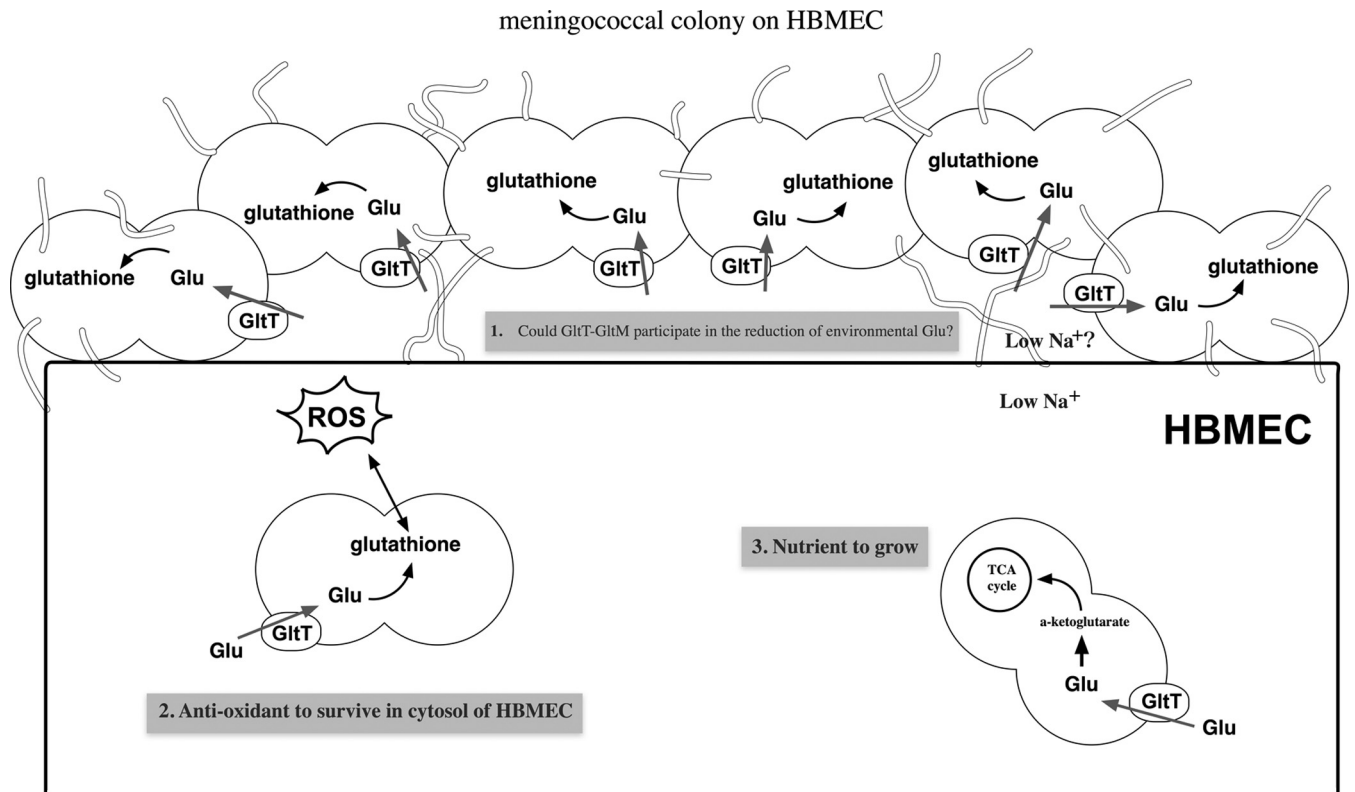 meningococcal colony on HBMEC
glutathione
Glu
GltT
glutathione
Glu
GltT
glutathione
Glu
GltT
glutathione
Glu
GltT
glutathione
Glu
GltT
glutathione
Glu
GltT
1. Could GltT-GltM participate in the reduction of environmental Glu?
Low Na+?
Low Na+
HBMEC
ROS
glutathione
Glu
GltT
Glu
2. Anti-oxidant to survive in cytosol of HBMEC
3. Nutrient to grow
TCA
cycle
a-ketoglutarate
Glu
GltT
Glu